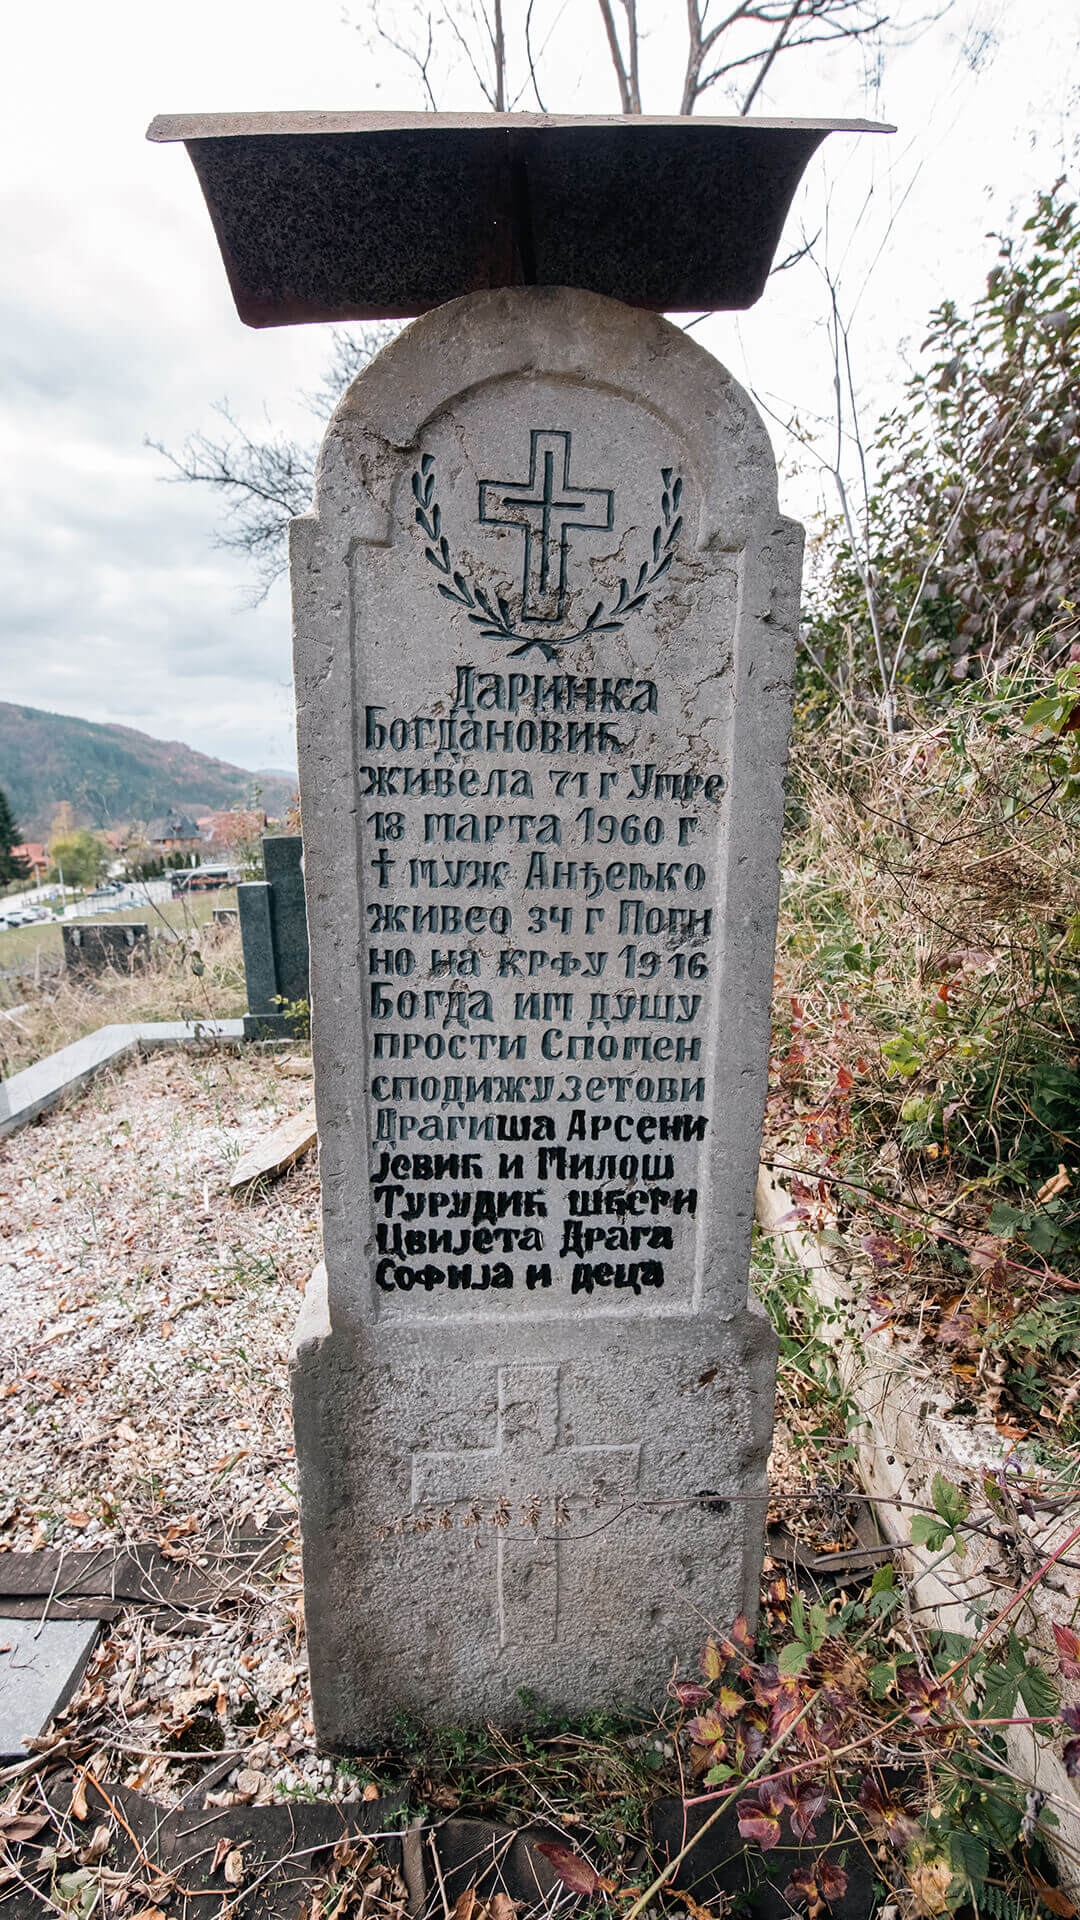 Даринка
Богдановић
живела 71 г Умре
18 марта 1960 г
† муж Анђељко
живео 34 г Поги
но на крфу 1916
Богда им душу
прости Спомен
сподижу зетови
Драгиша Арсени
јевић и Милош
Турудић шћери
Цвијета Драга
Софија и деца